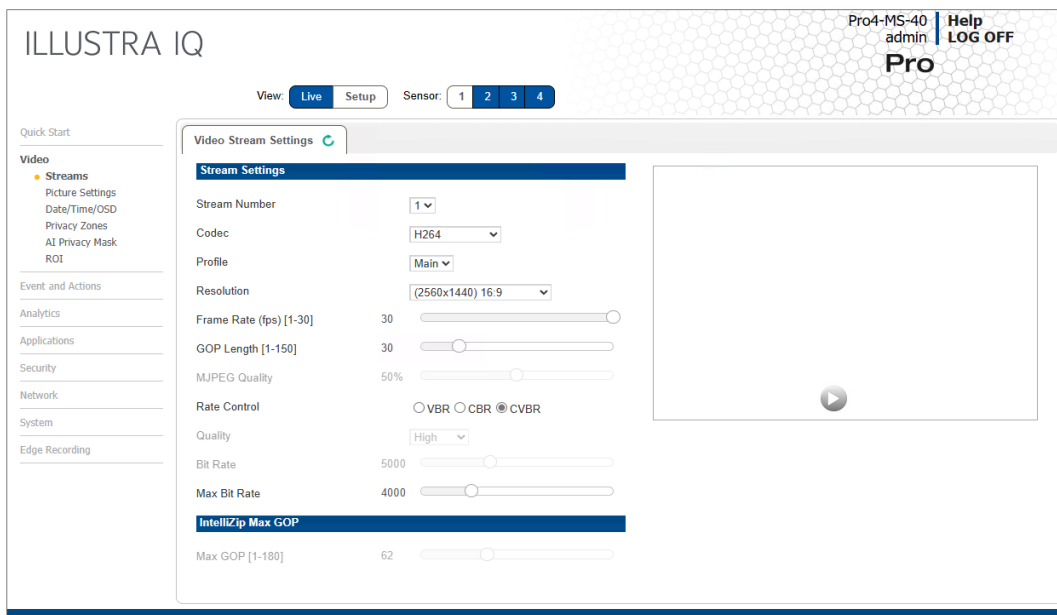 ILLUSTRA IQ
Pro4-MS-40 Help
admin LOG OFF
Pro
View: Live Setup Sensor: 1 2 3 4
Quick Start
Video
Streams
Picture Settings
Date/Time/OSD
Privacy Zones
AI Privacy Mask
ROI
Event and Actions
Analytics
Applications
Security
Network
System
Edge Recording
Video Stream Settings
Stream Settings
Stream Number 1
Codec H264
Profile Main
Resolution (2560x1440) 16:9
Frame Rate (fps) [1-30] 30
GOP Length [1-150] 30
MJPEG Quality 50%
Rate Control VBR CBR CVBR
Quality High
Bit Rate 5000
Max Bit Rate 4000
IntelliZip Max GOP
Max GOP [1-180] 62